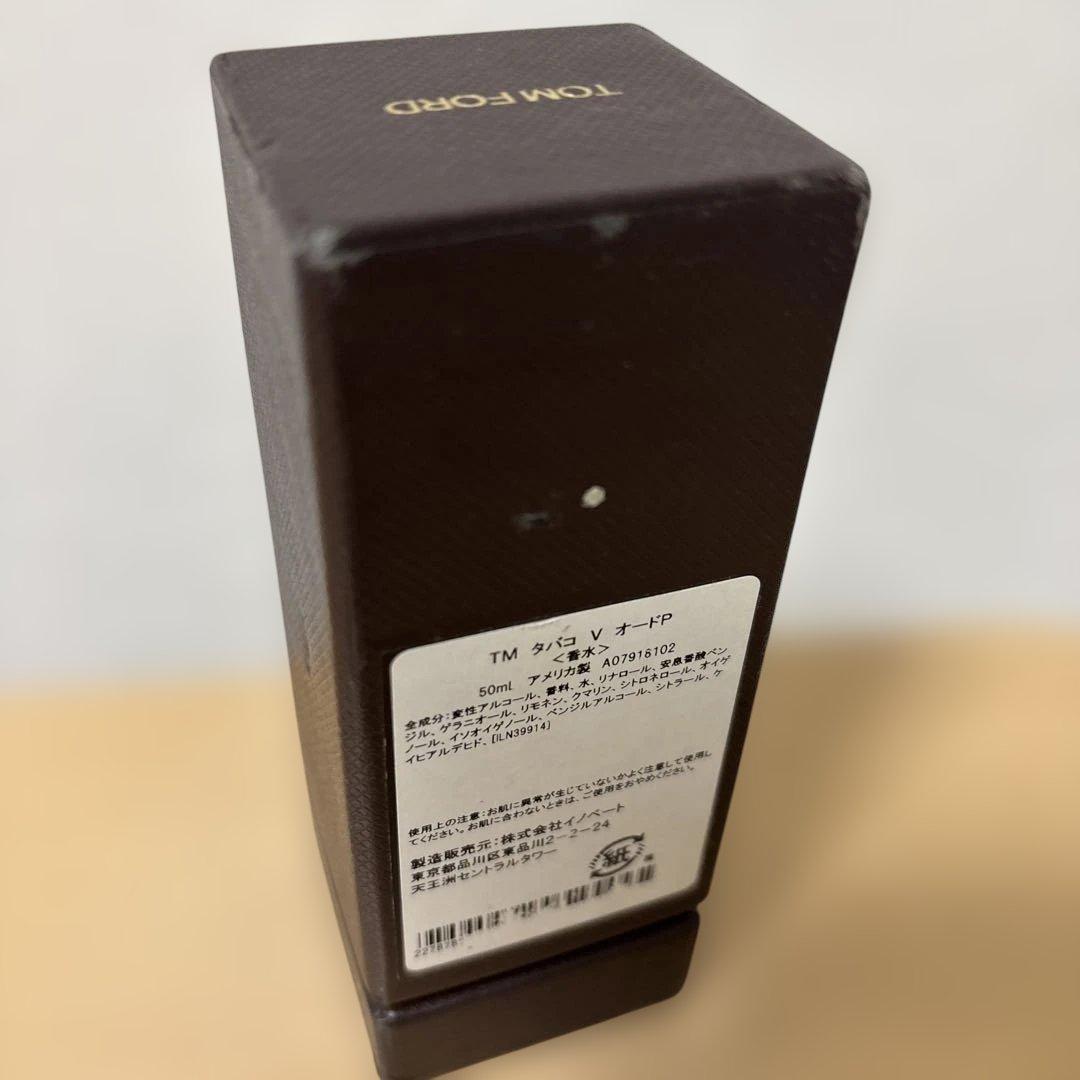 TOM FORD
TM タバコ V オードP
＜香水＞
50mL アメリカ製 A07918102
全成分：変性アルコール、香料、水、リナロール、安息香酸ベン
ジル、ゲラニオール、リモネン、クマリン、シトロネロール、オイゲ
ノール、イソオイゲノール、ベンジルアルコール、シトラール、ケ
イヒアルデヒド、[ILN39914]
使用上の注意：お肌に異常が生じていないかよく注意して使用し
てください。お肌に合わないときは、ご使用をおやめください。
製造販売元：株式会社イノベート
東京都品川区東品川2-2-24
天王洲セントラルタワー
紙
箱